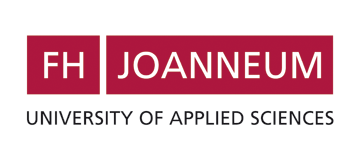 FH JOANNEUM
UNIVERSITY OF APPLIED SCIENCES